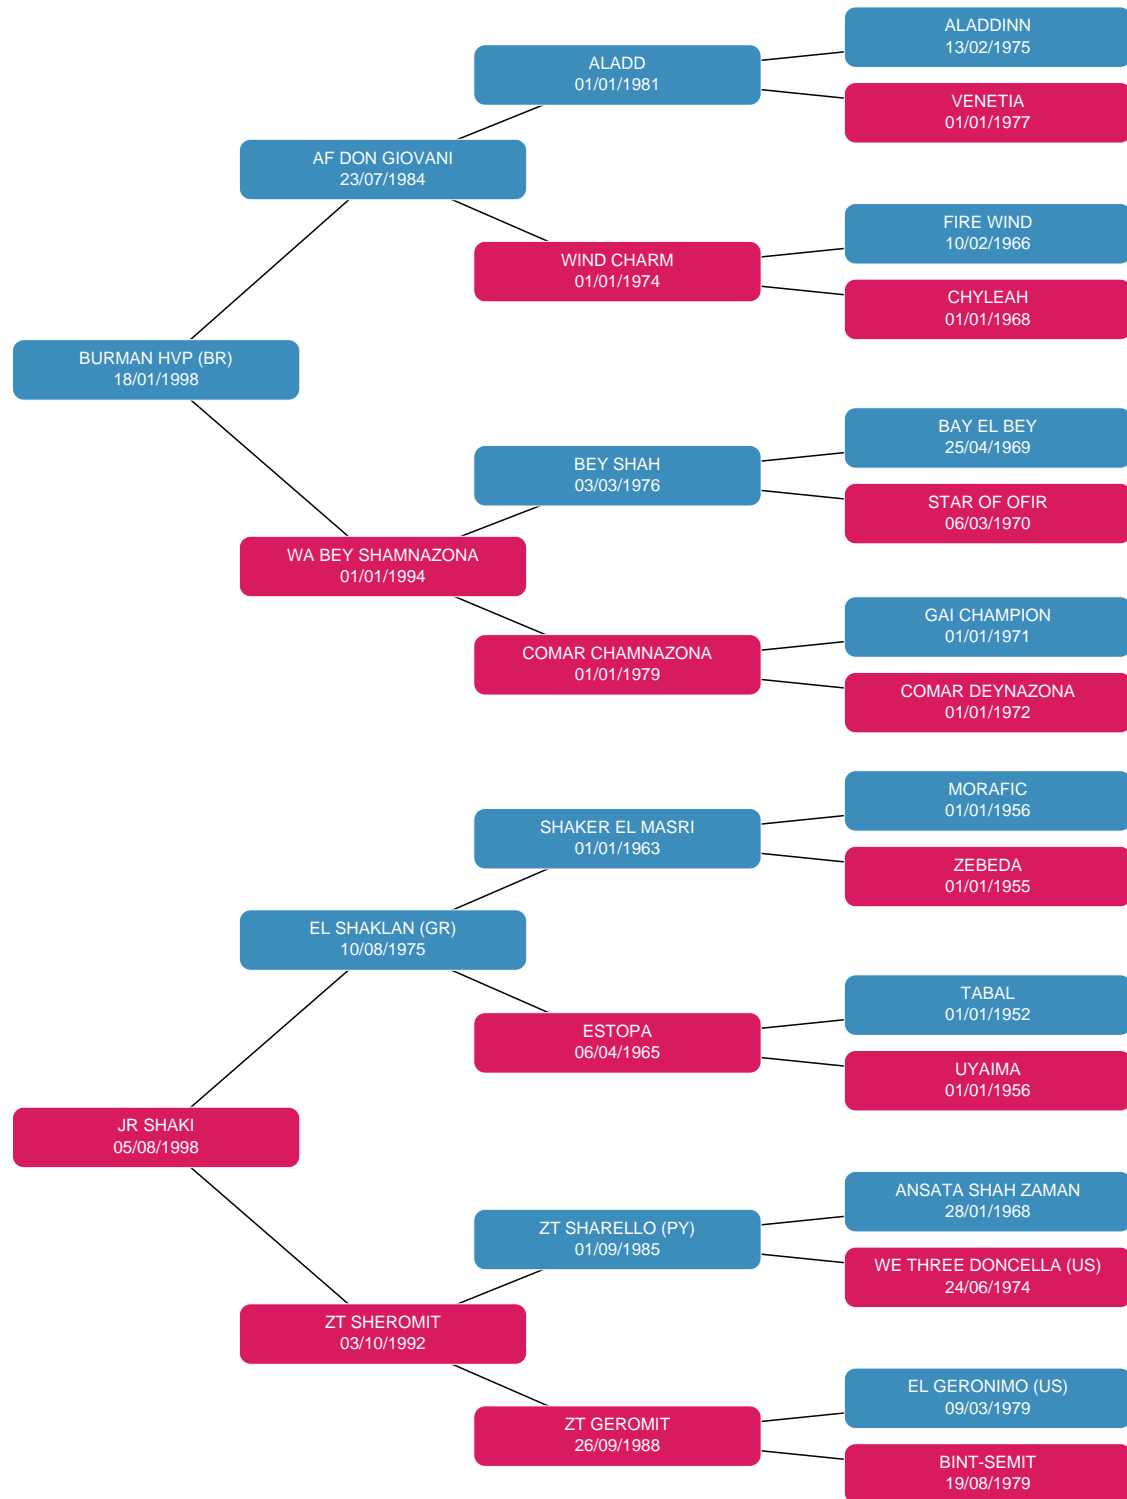 ALADDINN
13/02/1975
ALADD
01/01/1981
VENETIA
01/01/1977
AF DON GIOVANI
23/07/1984
FIRE WIND
10/02/1966
WIND CHARM
01/01/1974
CHYLEAH
01/01/1968
BURMAN HVP (BR)
18/01/1998
BAY EL BEY
25/04/1969
BEY SHAH
03/03/1976
STAR OF OFIR
06/03/1970
WA BEY SHAMNAZONA
01/01/1994
GAI CHAMPION
01/01/1971
COMAR CHAMNAZONA
01/01/1979
COMAR DEYNAZONA
01/01/1972
MORAFIC
01/01/1956
SHAKER EL MASRI
01/01/1963
ZEBEDA
01/01/1955
EL SHAKLAN (GR)
10/08/1975
TABAL
01/01/1952
ESTOPA
06/04/1965
UYAIMA
01/01/1956
JR SHAKI
05/08/1998
ANSATA SHAH ZAMAN
28/01/1968
ZT SHARELLO (PY)
01/09/1985
WE THREE DONCELLA (US)
24/06/1974
ZT SHEROMIT
03/10/1992
EL GERONIMO (US)
09/03/1979
ZT GEROMIT
26/09/1988
BINT-SEMIT
19/08/1979